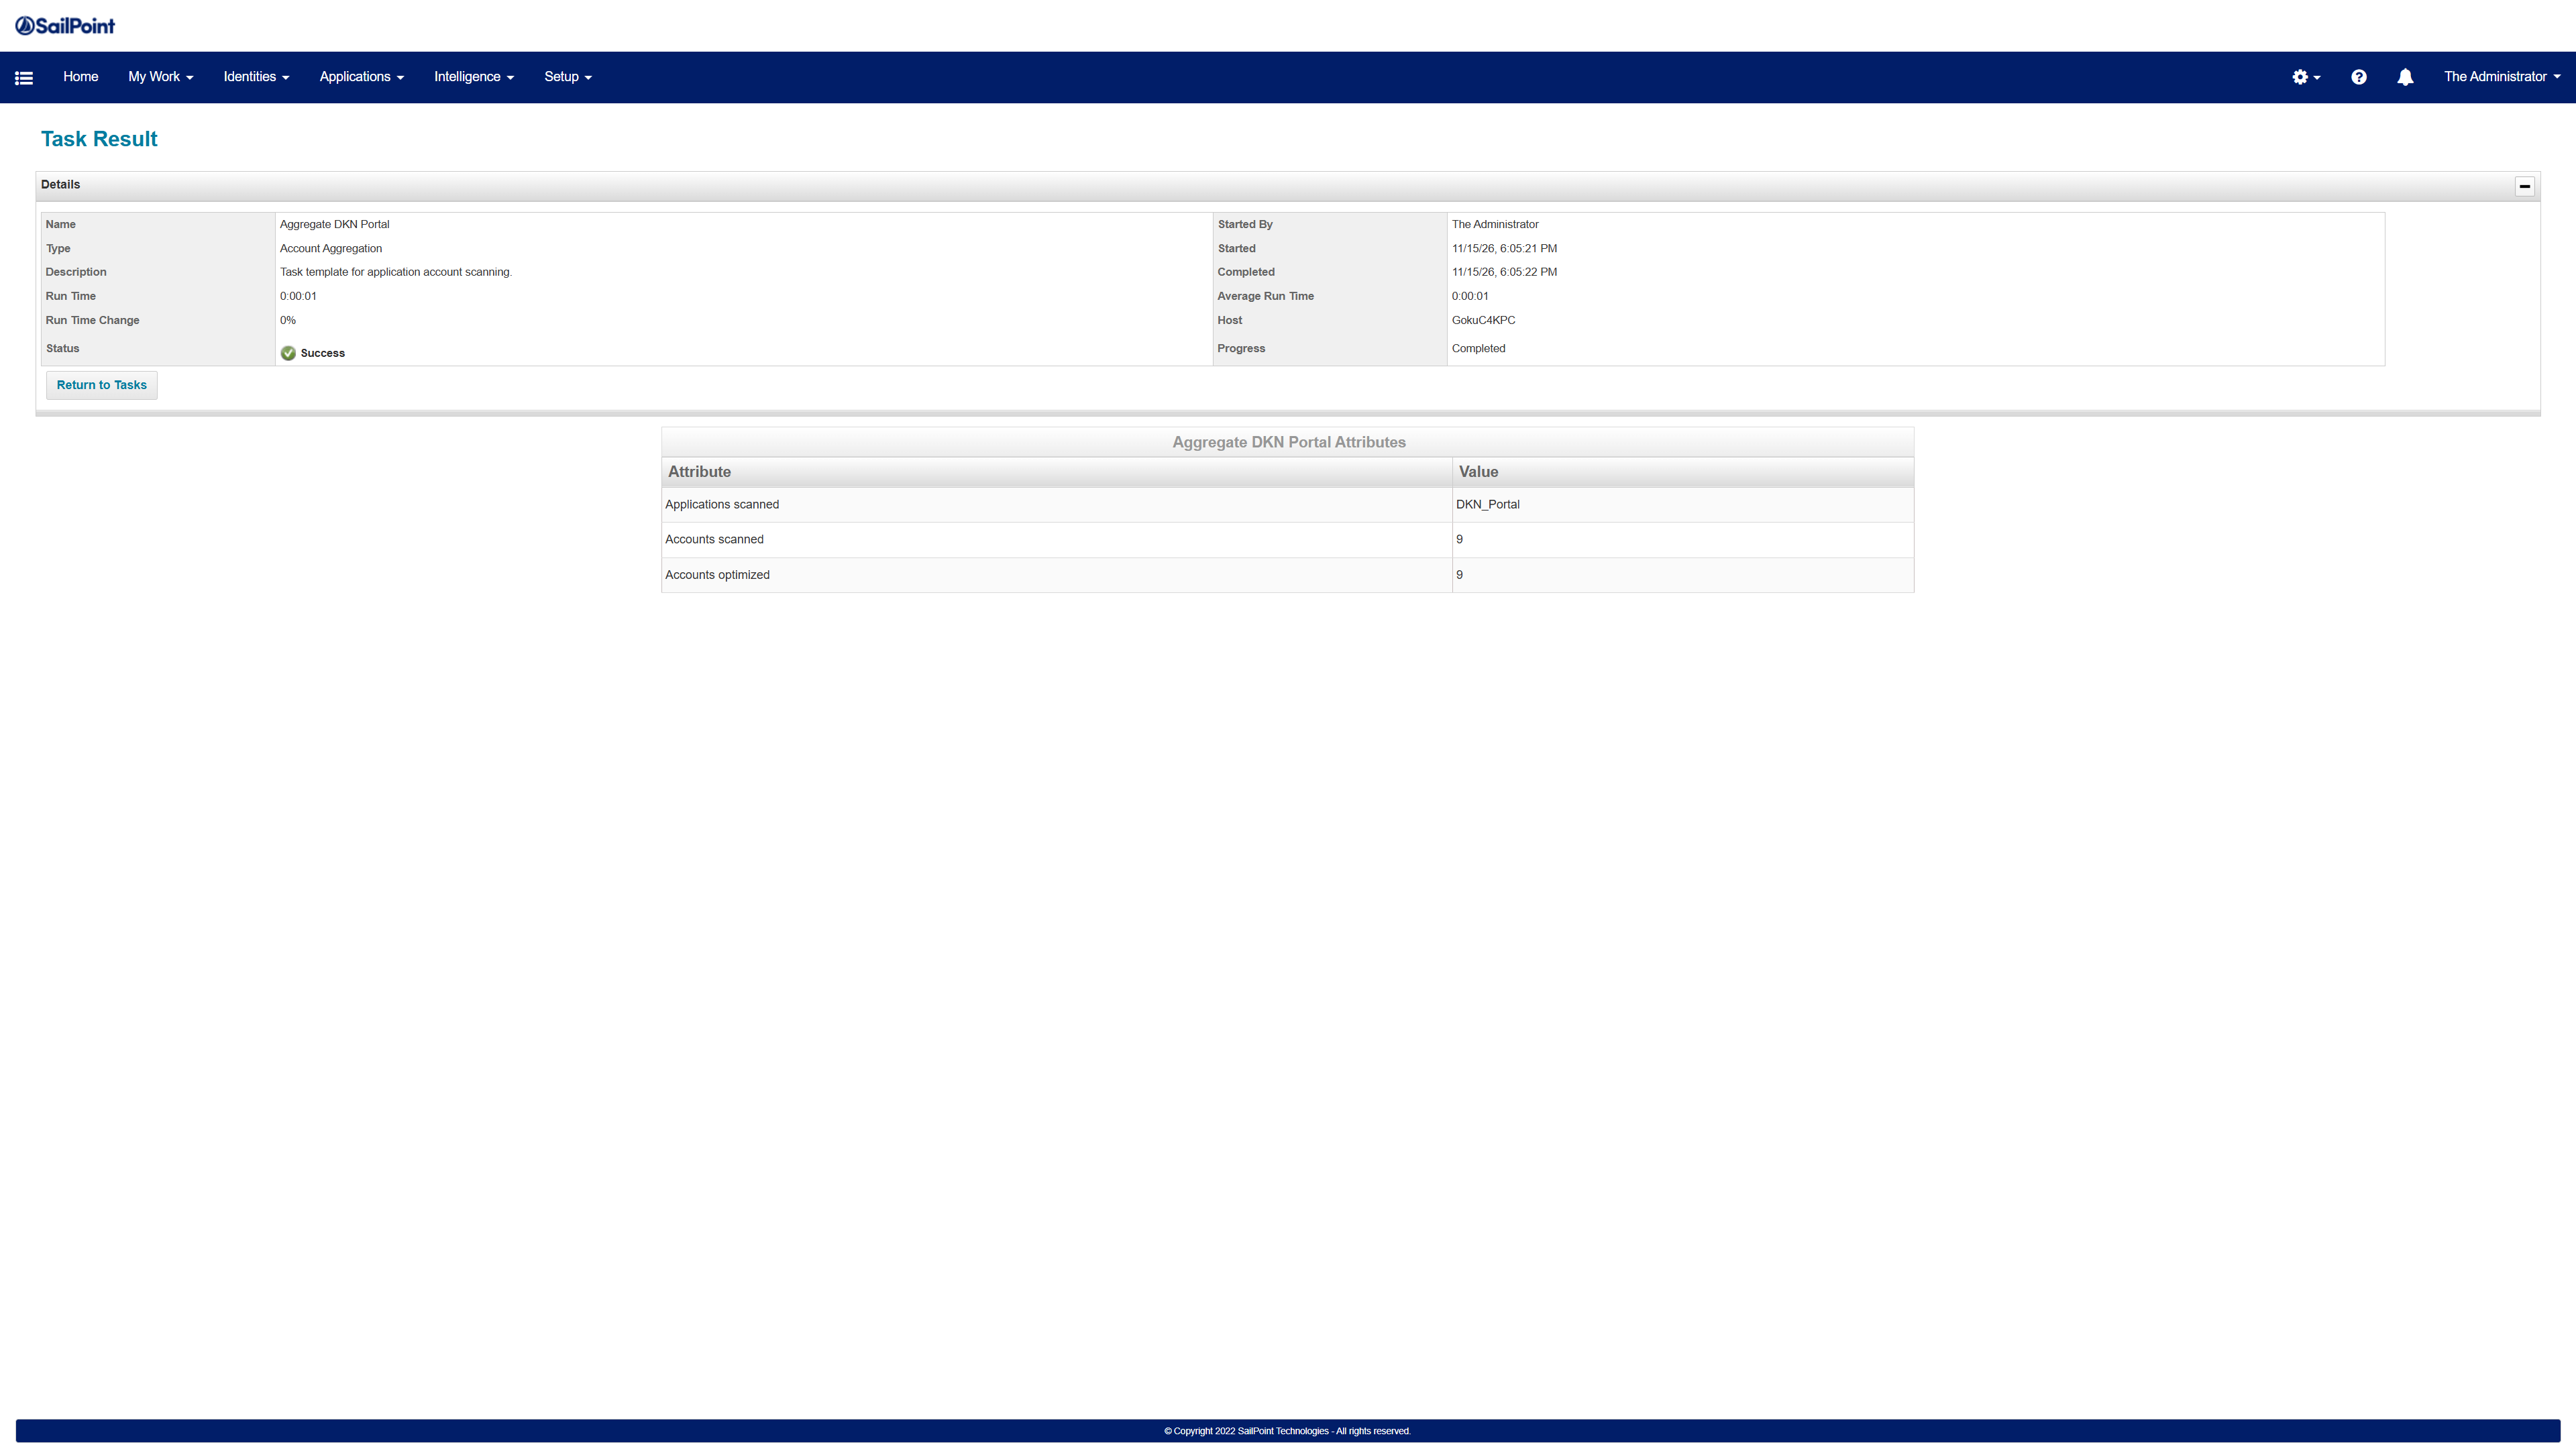 SailPoint
Home My Work Identities Applications Intelligence Setup The Administrator
Task Result
Details
Name Aggregate DKN Portal Started By The Administrator
Type Account Aggregation Started 11/15/26, 6:05:21 PM
Description Task template for application account scanning. Completed 11/15/26, 6:05:22 PM
Run Time 0:00:01 Average Run Time 0:00:01
Run Time Change 0% Host GokuC4KPC
Status Success Progress Completed
Return to Tasks
Aggregate DKN Portal Attributes
Attribute Value
Applications scanned DKN_Portal
Accounts scanned 9
Accounts optimized 9
© Copyright 2022 SailPoint Technologies - All rights reserved.